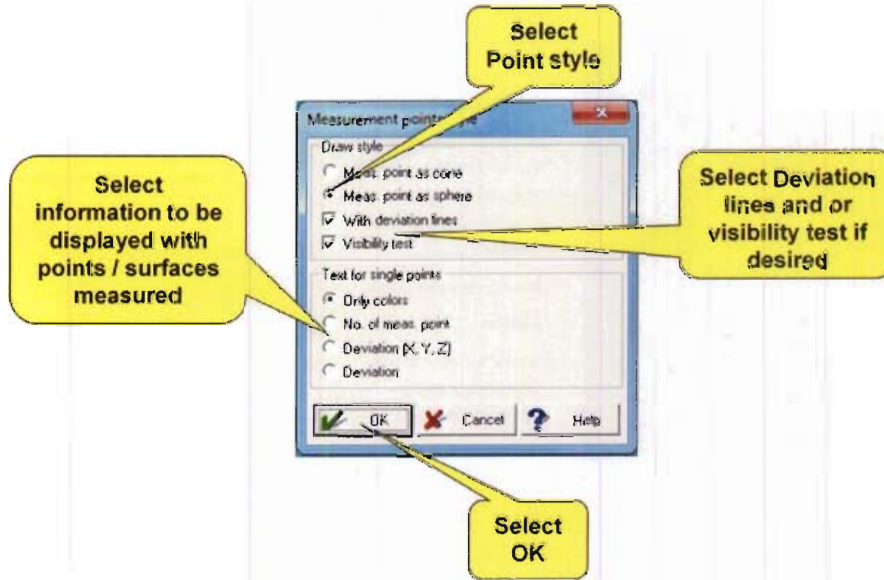 Select
Point style
Measurement points
Draw style
Meas. point as cone
Meas. point as sphere
With deviation lines
Visibility test
Select
information to be
displayed with
points / surfaces
measured
Select Deviation
lines and or
visibility test if
desired
Text for single points
Only colors
No. of meas. point
Deviation (X, Y, Z)
Deviation
OK
Cancel
Help
Select
OK